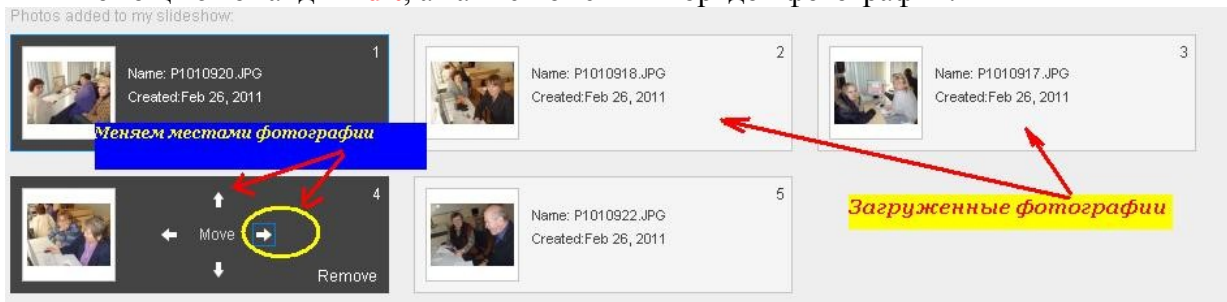 Photos added to my slideshow:
1
Name: P1010920.JPG
Created:Feb 26, 2011
2
Name: P1010918.JPG
Created:Feb 26, 2011
3
Name: P1010917.JPG
Created:Feb 26, 2011
Меняем местами фотографии
4
Move
Remove
5
Name: P1010922.JPG
Created:Feb 26, 2011
Загруженные фотографии